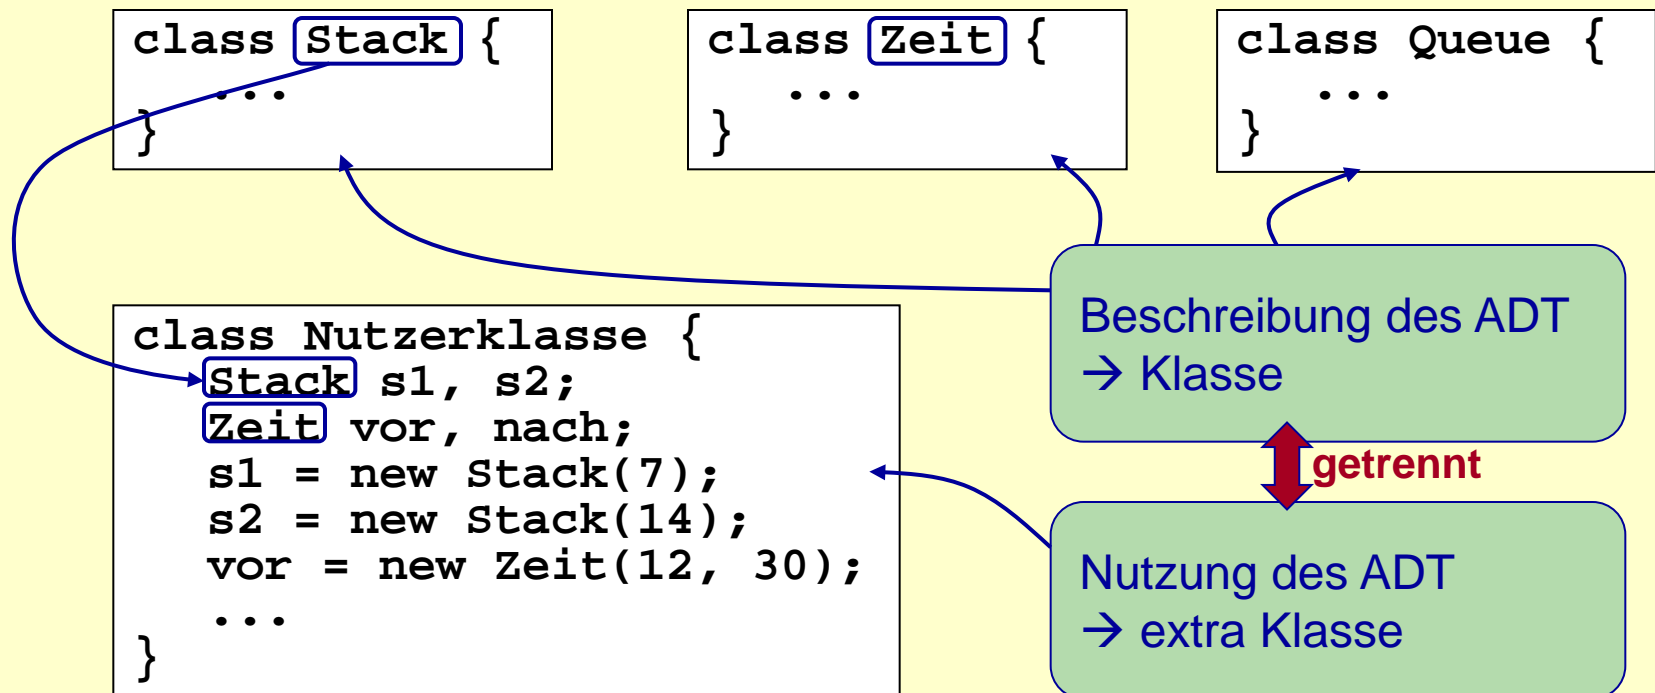 class Stack {
...
}
class Zeit {
...
}
class Queue {
...
}
class Nutzerklasse {
Stack s1, s2;
Zeit vor, nach;
s1 = new Stack(7);
s2 = new Stack(14);
vor = new Zeit(12, 30);
...
}
Beschreibung des ADT
→ Klasse
getrennt
Nutzung des ADT
→ extra Klasse